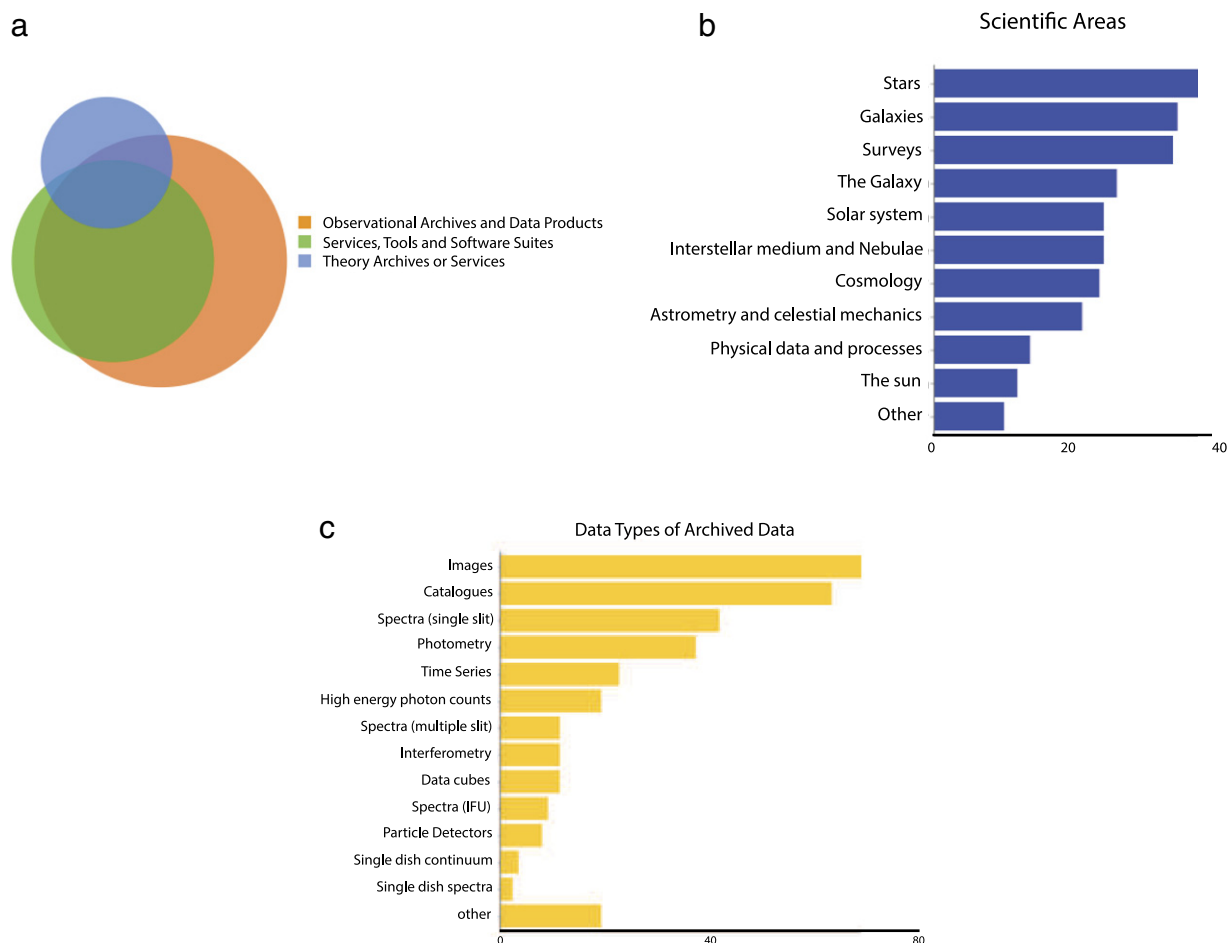 a
Observational Archives and Data Products
Services, Tools and Software Suites
Theory Archives or Services
b
Scientific Areas
Stars
Galaxies
Surveys
The Galaxy
Solar system
Interstellar medium and Nebulae
Cosmology
Astrometry and celestial mechanics
Physical data and processes
The sun
Other
0 20 40
c
Data Types of Archived Data
Images
Catalogues
Spectra (single slit)
Photometry
Time Series
High energy photon counts
Spectra (multiple slit)
Interferometry
Data cubes
Spectra (IFU)
Particle Detectors
Single dish continuum
Single dish spectra
other
0 40 80